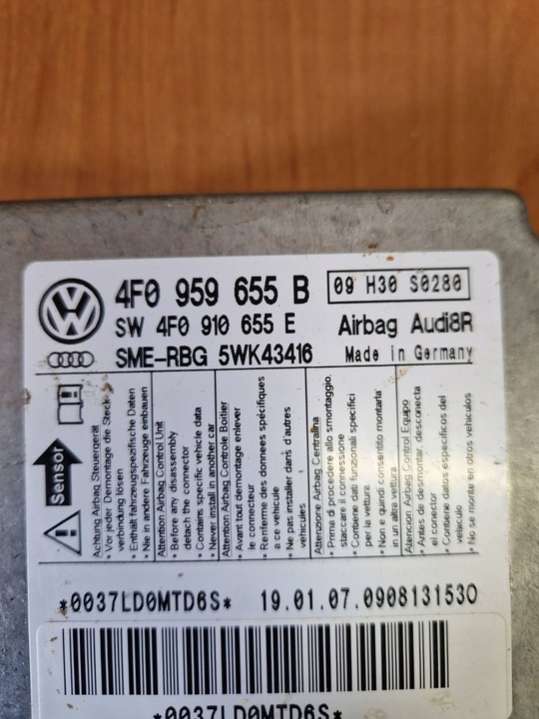 4F0 959 655 B
09 H30 S0280
SW 4F0 910 655 E
Airbag Audi8R
SME-RBG 5WK43416
Made in Germany
Sensor
Achtung Airbag Steuergerät
• Vor jeder Demontage die Steck-
verbindung lösen
• Enthält fahrzeugspezifische Daten
• Nie in andere Fahrzeuge einbauen
Attention Airbag Control Unit
• Before any disassembly
detach the connector
• Contains specific vehicle data
• Never install in another car
Attention Airbag Contrôle Boîtier
• Avant tout démontage enlever
le connecteur
• Renferme des données spécifiques
à ce véhicule
• Ne pas installer dans d'autres
véhicules
Attenzione Airbag Centralina
• Prima di procedere allo smontaggio,
staccare il connessione
• Contiene dati funzionali specifici
per la vettura.
• Non e quindi consentito montarla
in un altra vettura
Atención Airbag Control Equipo
• Antes de desmontar, desconecta
el conector
• Contiene datos específicos del
vehículo
• No se monte en otros vehículos
*0037LD0MTD6S*
19.01.07.0908131530
*0037LD0MTD6S*